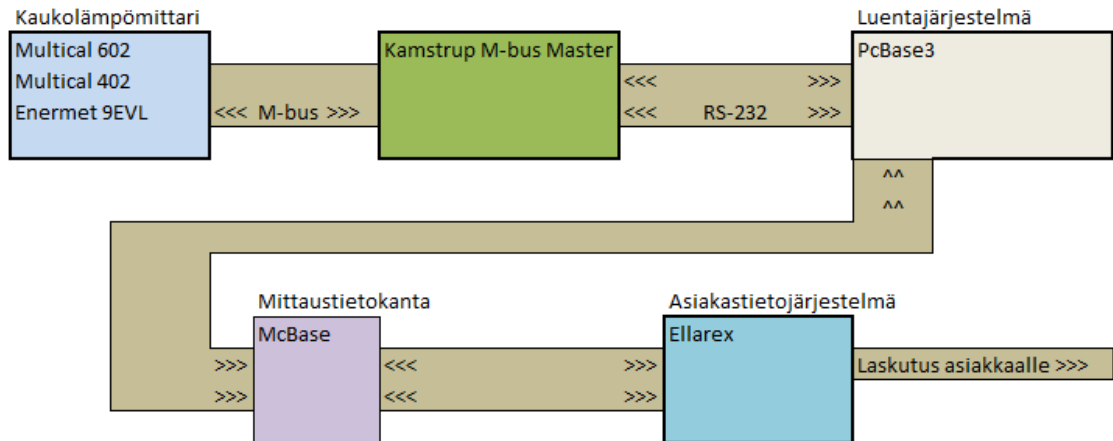 Kaukolämpömittari
Luentajärjestelmä
Multical 602
Multical 402
Enermet 9EVL
<<< M-bus >>>
Kamstrup M-bus Master
<<< >>>
<<< RS-232 >>>
PcBase3
^^
^^
Mittaustietokanta
Asiakastietojärjestelmä
McBase
Ellarex
>>>
>>>
<<< >>>
<<< >>>
Laskutus asiakkaalle >>>